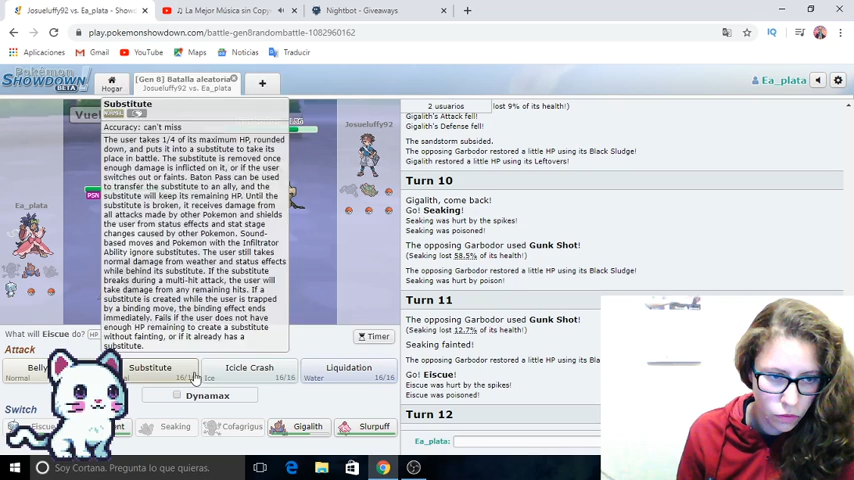 Josueluffy92 vs. Ea_plata - Po
La Mejor Música sin Copy
Nightbot - Giveaways
play.pokemonshowdown.com/battle-gen8randombattle-1082960162
Aplicaciones
Gmail
YouTube
Maps
Noticias
Traducir
POKÉMON
SHOWDOWN
BETA
Hogar
[Gen 8] Batalla aleatoria
Josueluffy92 vs. Ea_plata
Ea_plata
2 usuarios
Substitute
Accuracy: can't miss
The user takes 1/4 of its maximum HP, rounded
down, and puts it into a substitute to take its
place in battle. The substitute is removed once
enough damage is inflicted on it, or if the user
switches out or faints. Baton Pass can be used
to transfer the substitute to an ally, and the
substitute will keep its remaining HP. Until the
substitute is broken, it receives damage from
all attacks made by other Pokemon and shields
the user from status effects and stat stage
changes caused by other Pokemon. Sound-
based moves and Pokemon with the Infiltrator
Ability ignore substitutes. The user still takes
normal damage from weather and status effects
while behind its substitute. If the substitute
breaks during a multi-hit attack, the user will
take damage from any remaining hits. If a
substitute is created while the user is trapped
by a binding move, the binding effect ends
immediately. Fails if the user does not have
enough HP remaining to create a substitute
without fainting, or if it already has a
substitute.
Ea_plata
PSN
Josueluffy92
lost 9% of its health!)
Gigalith's Attack fell!
Gigalith's Defense fell!
The sandstorm subsided.
The opposing Garbodor restored a little HP using its Black Sludge!
Gigalith restored a little HP using its Leftovers!
Turn 10
Gigalith, come back!
Go! Seaking!
Seaking was hurt by the spikes!
Seaking was poisoned!
The opposing Garbodor used Gunk Shot!
(Seaking lost 58.5% of its health!)
The opposing Garbodor restored a little HP using its Black Sludge!
Seaking was hurt by poison!
Turn 11
The opposing Garbodor used Gunk Shot!
(Seaking lost 12.7% of its health!)
Seaking fainted!
The opposing Garbodor restored a little HP using its B
Go! Eiscue!
Eiscue was hurt by the spikes!
Eiscue was poisoned!
Turn 12
Ea_plata:
What will Eiscue do?
HP
Timer
Attack
Belly
Normal
Substitute
16/16
Icicle Crash
Ice
16/16
Liquidation
Water
16/16
Dynamax
Switch
Eiscue
Seaking
Cofagrigus
Gigalith
Slurpuff
Soy Cortana. Pregunta lo que quieras.